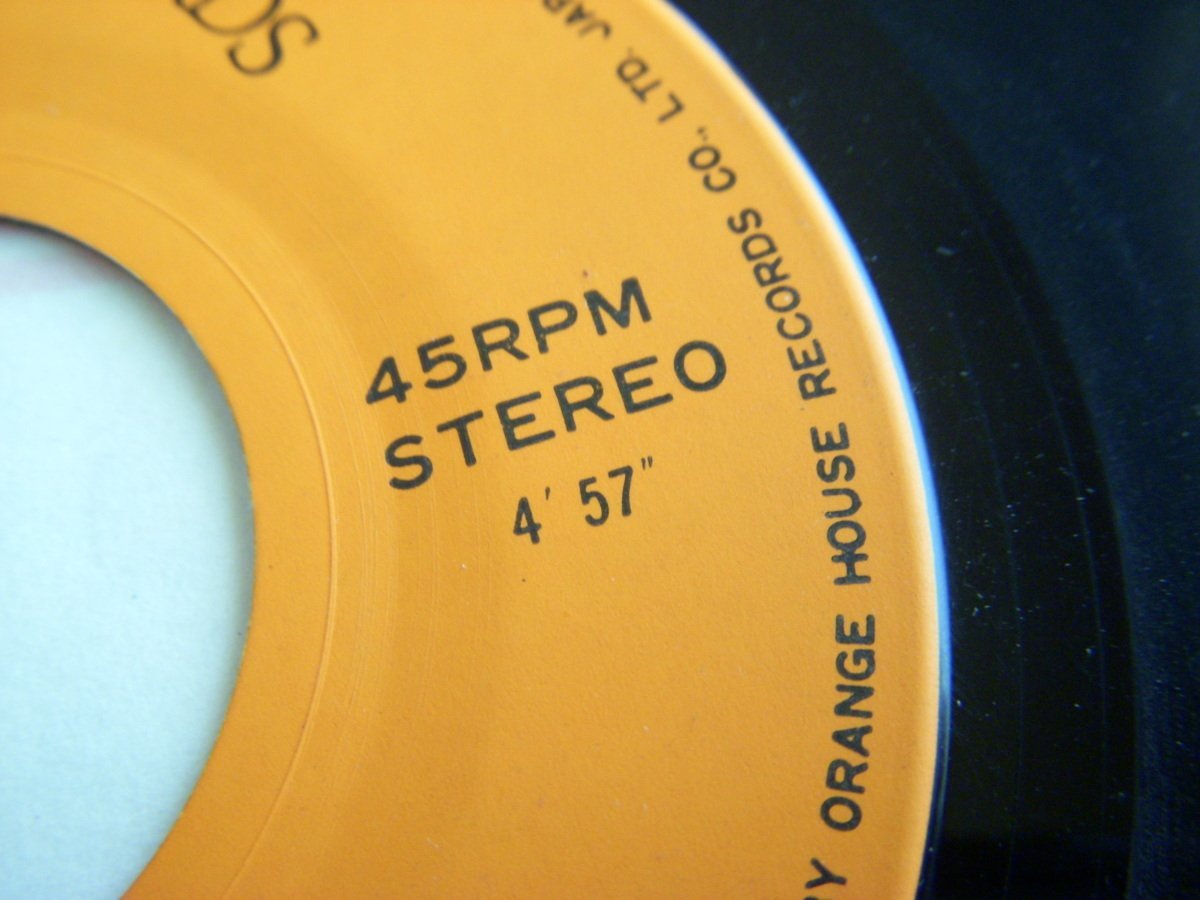 45RPM
STEREO
4' 57"
ORANGE HOUSE RECORDS CO., LTD.